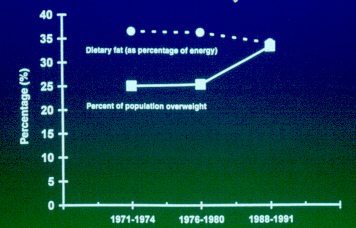 40
35
30
25
20
15
10
5
0
Percentage (%)
Dietary fat (as percentage of energy)
Percent of population overweight
1971-1974 1976-1980 1988-1991